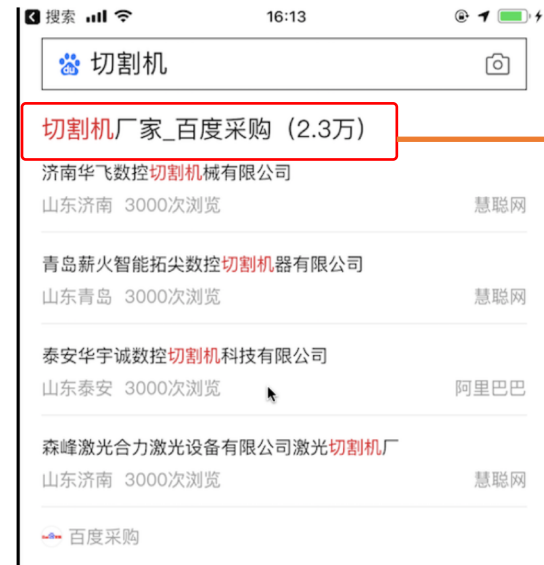 搜索 16:13
切割机
切割机厂家_百度采购（2.3万）
济南华飞数控切割机械有限公司
山东济南 3000次浏览 慧聪网
青岛薪火智能拓尖数控切割机器有限公司
山东青岛 3000次浏览 慧聪网
泰安华宇诚数控切割机科技有限公司
山东泰安 3000次浏览 阿里巴巴
森峰激光合力激光设备有限公司激光切割机厂
山东济南 3000次浏览 慧聪网
百度采购